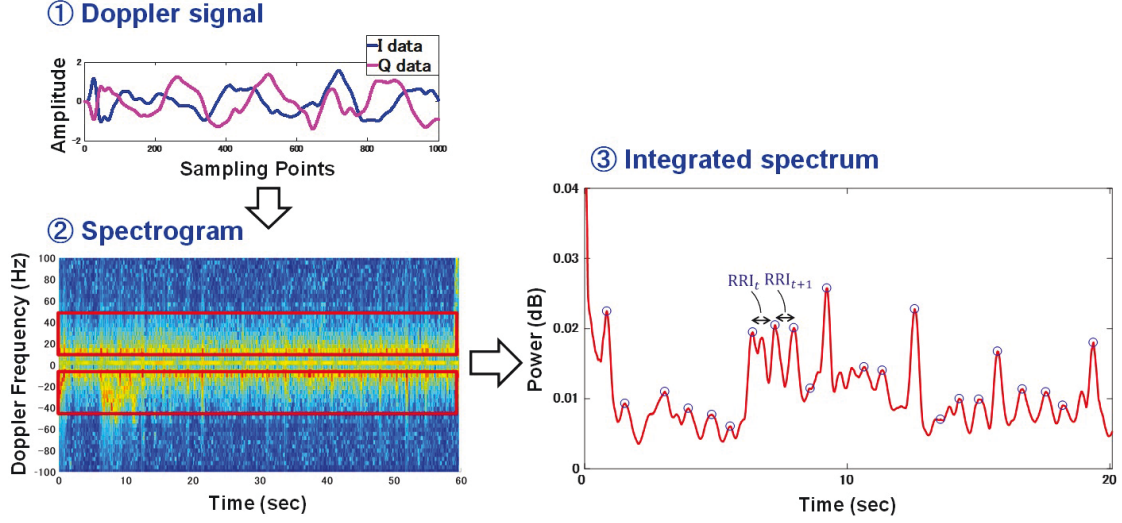 ① Doppler signal
I data
Q data
Amplitude
2
0
-2
0
200
400
600
800
1000
Sampling Points
② Spectrogram
Doppler Frequency (Hz)
100
80
60
40
20
0
-20
-40
-60
-80
-100
0
10
20
30
40
50
60
Time (sec)
③ Integrated spectrum
Power (dB)
0.04
0.03
0.02
0.01
0
RRIt
RRIt+1
0
10
20
Time (sec)